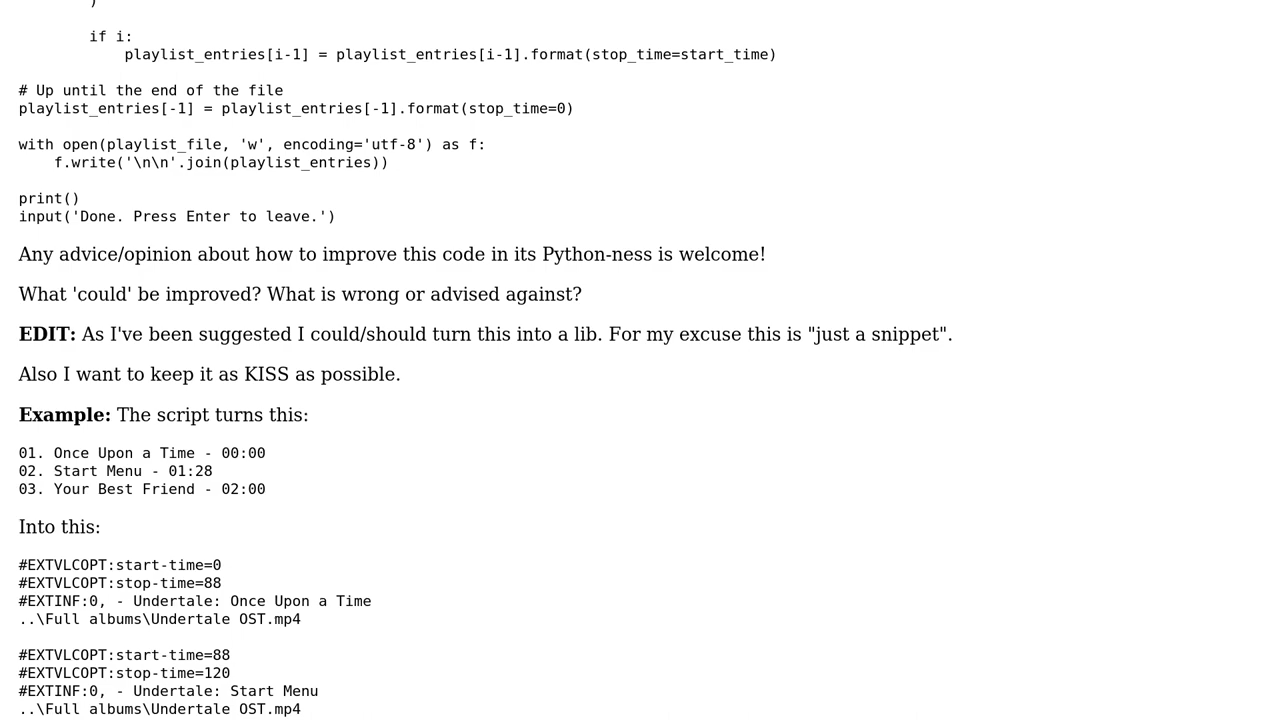 )
if i:
playlist_entries[i-1] = playlist_entries[i-1].format(stop_time=start_time)
# Up until the end of the file
playlist_entries[-1] = playlist_entries[-1].format(stop_time=0)
with open(playlist_file, 'w', encoding='utf-8') as f:
f.write('\n\n'.join(playlist_entries))
print()
input('Done. Press Enter to leave.')
Any advice/opinion about how to improve this code in its Python-ness is welcome!
What 'could' be improved? What is wrong or advised against?
EDIT: As I've been suggested I could/should turn this into a lib. For my excuse this is "just a snippet".
Also I want to keep it as KISS as possible.
Example: The script turns this:
01. Once Upon a Time - 00:00
02. Start Menu - 01:28
03. Your Best Friend - 02:00
Into this:
#EXTVLCOPT:start-time=0
#EXTVLCOPT:stop-time=88
#EXTINF:0, - Undertale: Once Upon a Time
..\Full albums\Undertale OST.mp4
#EXTVLCOPT:start-time=88
#EXTVLCOPT:stop-time=120
#EXTINF:0, - Undertale: Start Menu
..\Full albums\Undertale OST.mp4